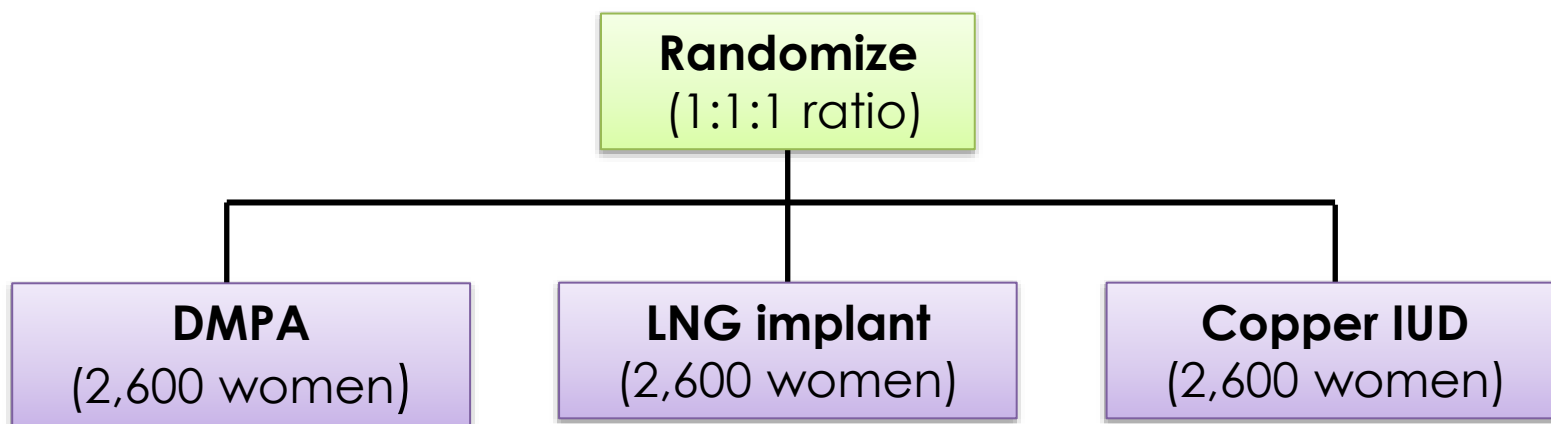 Randomize
(1:1:1 ratio)
DMPA
(2,600 women)
LNG implant
(2,600 women)
Copper IUD
(2,600 women)